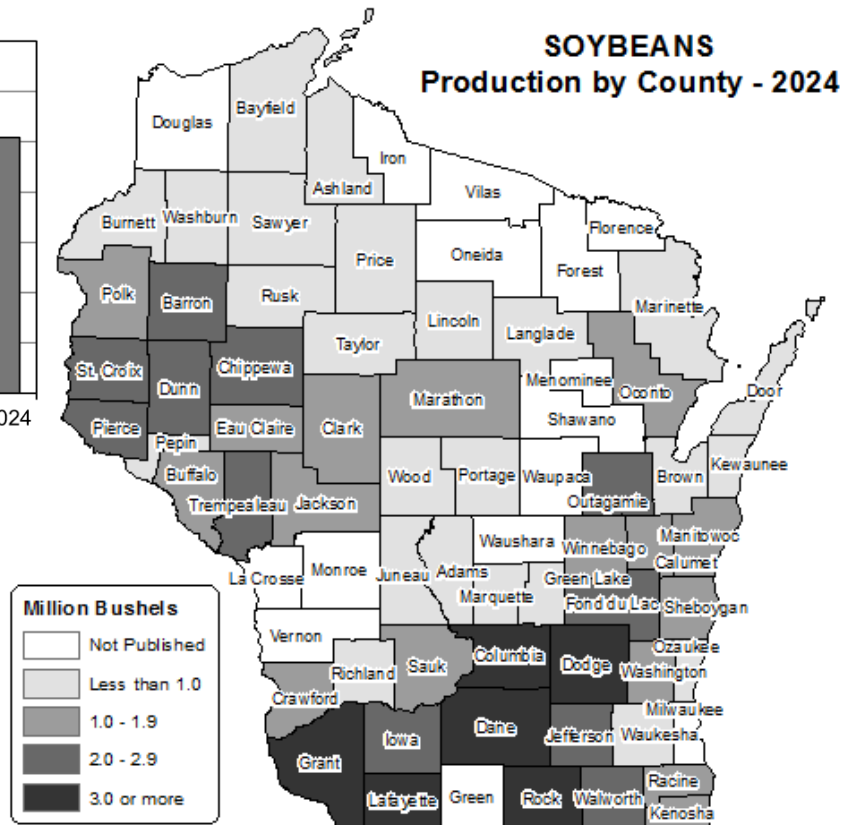 SOYBEANS
Production by County - 2024
Douglas
Bayfield
Iron
Ashland
Vilas
Burnett
Washburn
Sawyer
Florence
Price
Oneida
Forest
Polk
Barron
Rusk
Marinette
Lincoln
Langlade
Taylor
St. Croix
Dunn
Chippewa
Menominee
Oconto
Door
Marathon
024
Shawano
Pierce
Eau Claire
Clark
Pepin
Buffalo
Wood
Portage
Waupaca
Brown
Kewaunee
Outagamie
Trempealeau
Jackson
Waushara
Winnebago
Manitowoc
Calumet
La Crosse
Monroe
Juneau
Adams
Green Lake
Marquette
Fond du Lac
Sheboygan
Vernon
Richland
Sauk
Columbia
Dodge
Ozaukee
Washington
Crawford
Milwaukee
Grant
Iowa
Dane
Jefferson
Waukesha
Lafayette
Green
Rock
Walworth
Racine
Kenosha
Million Bushels
Not Published
Less than 1.0
1.0 - 1.9
2.0 - 2.9
3.0 or more